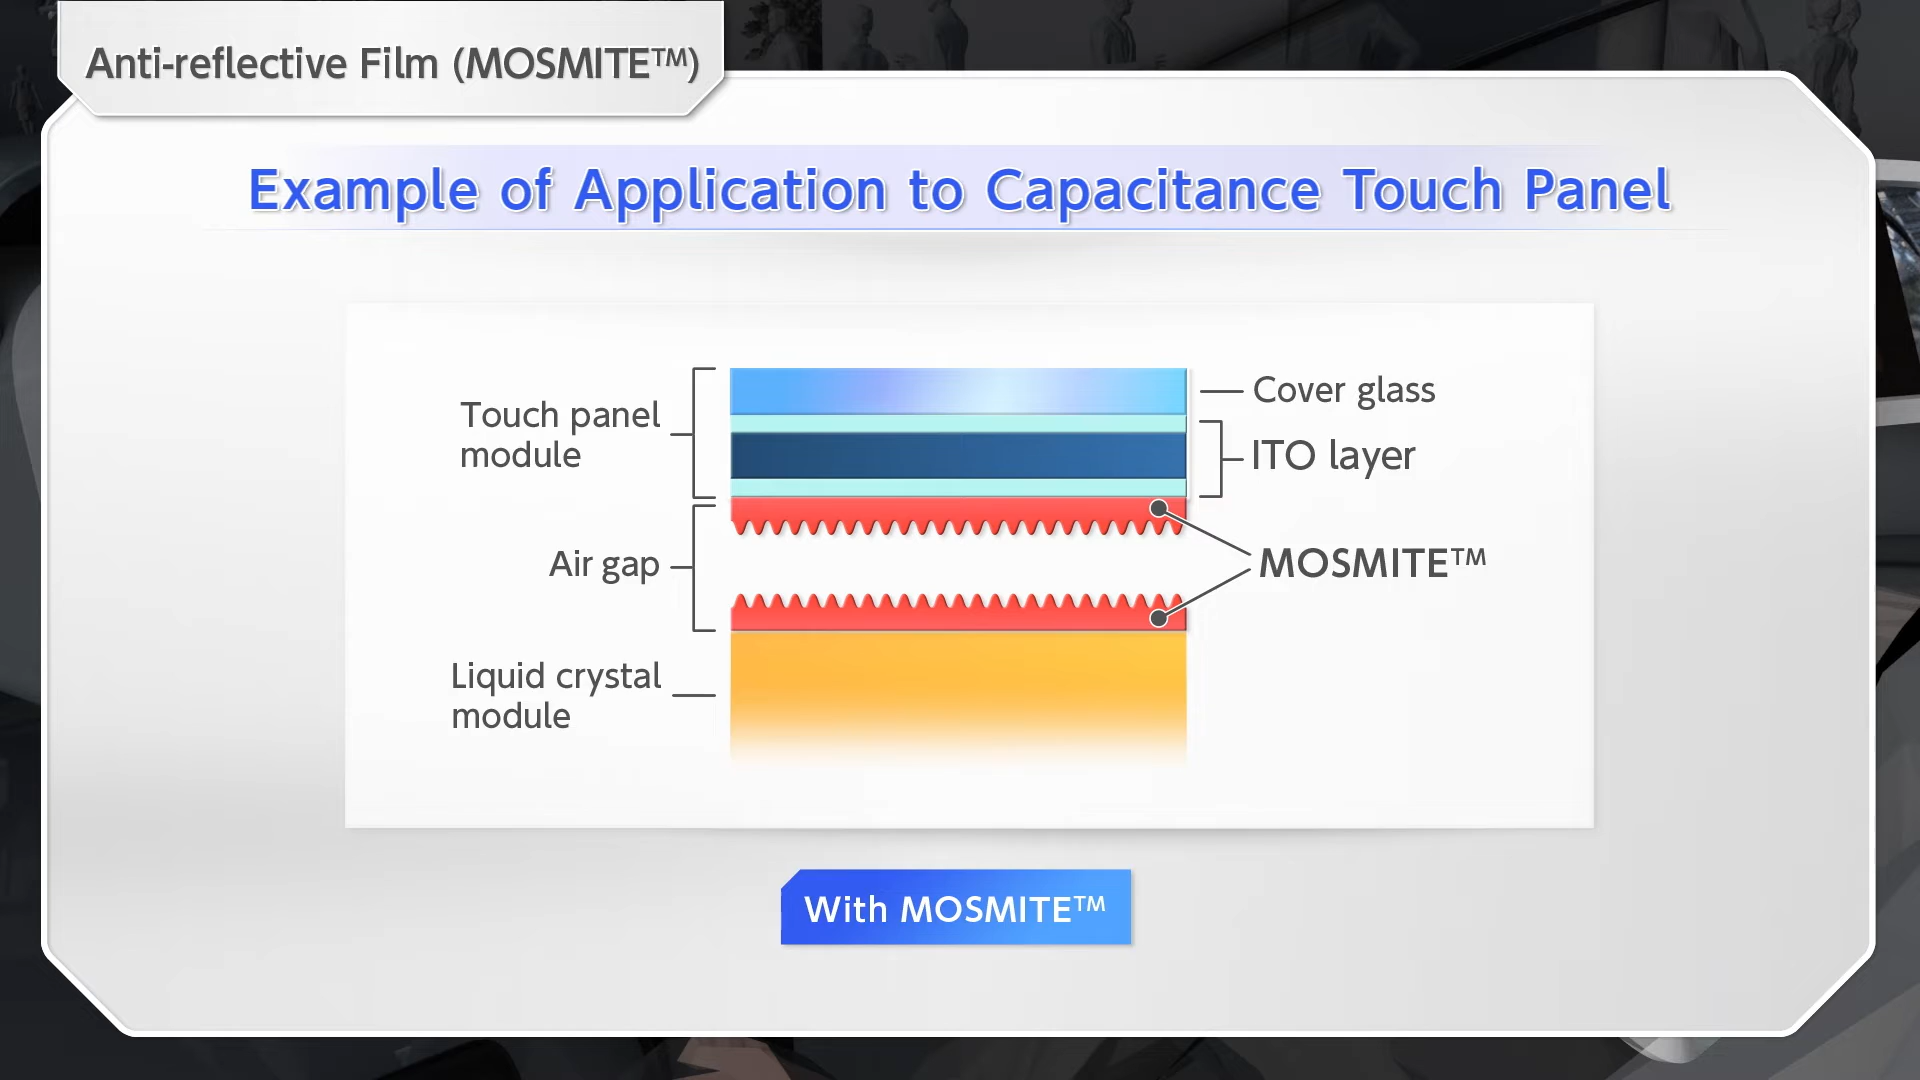 Anti-reflective Film (MOSMITE™)
Example of Application to Capacitance Touch Panel
Touch panel
module
Cover glass
ITO layer
Air gap
MOSMITE™
Liquid crystal
module
With MOSMITE™